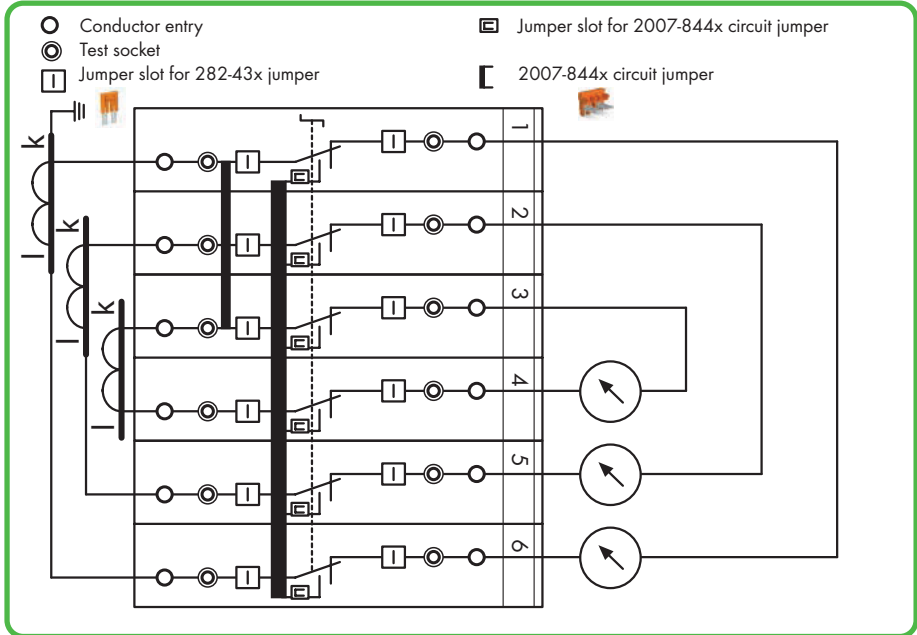 Conductor entry
Jumper slot for 2007-844x circuit jumper
Test socket
Jumper slot for 282-43x jumper
2007-844x circuit jumper
k
l
k
l
k
l
1
2
3
4
5
6